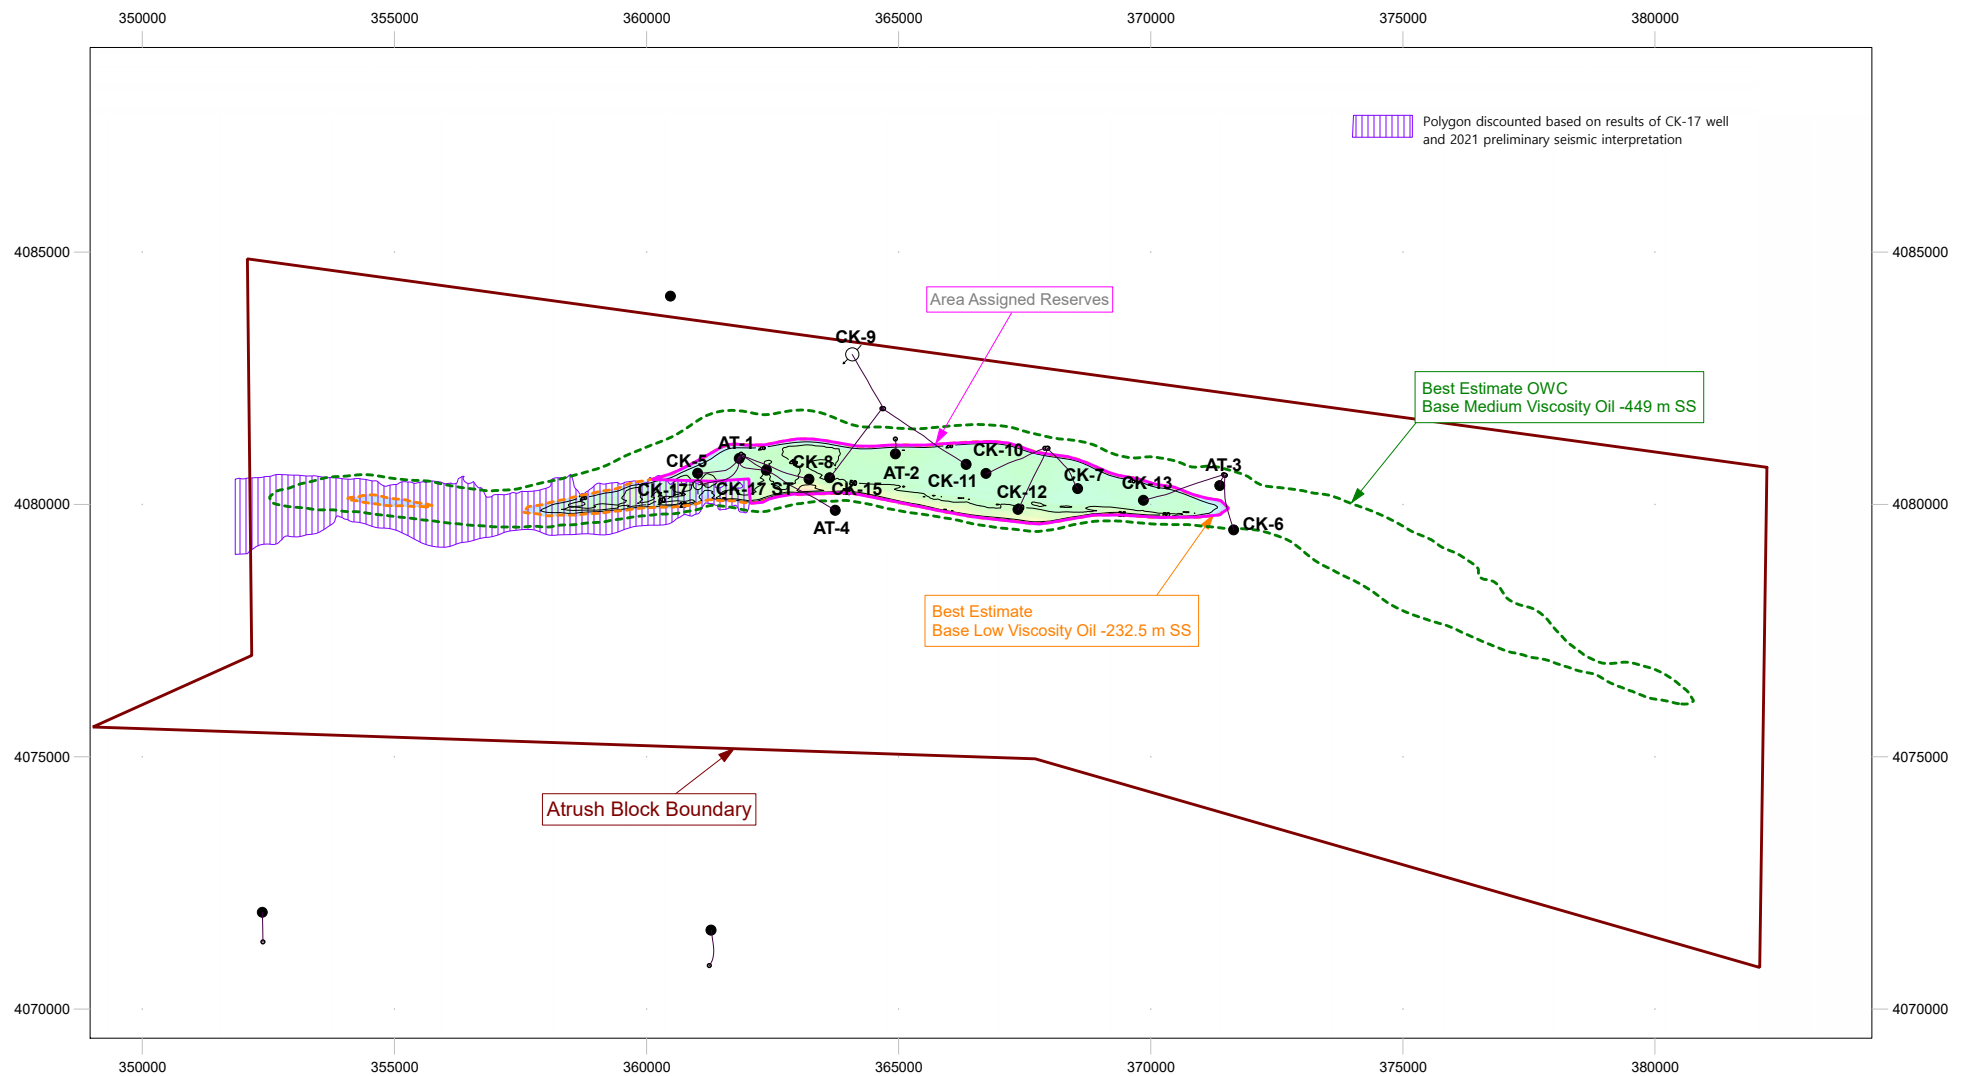 350000 355000 360000 365000 370000 375000 380000
Polygon discounted based on results of CK-17 well
and 2021 preliminary seismic interpretation
4085000 4085000
Area Assigned Reserves
CK-9
Best Estimate OWC
Base Medium Viscosity Oil -449 m SS
AT-1
CK-10
CK-5 CK-8 AT-3
AT-2 CK-11 CK-7 CK-13
CK-17 CK-17 ST CK-15 CK-12
4080000 4080000
AT-4 CK-6
Best Estimate
Base Low Viscosity Oil -232.5 m SS
4075000 4075000
Atrush Block Boundary
4070000 4070000
350000 355000 360000 365000 370000 375000 380000